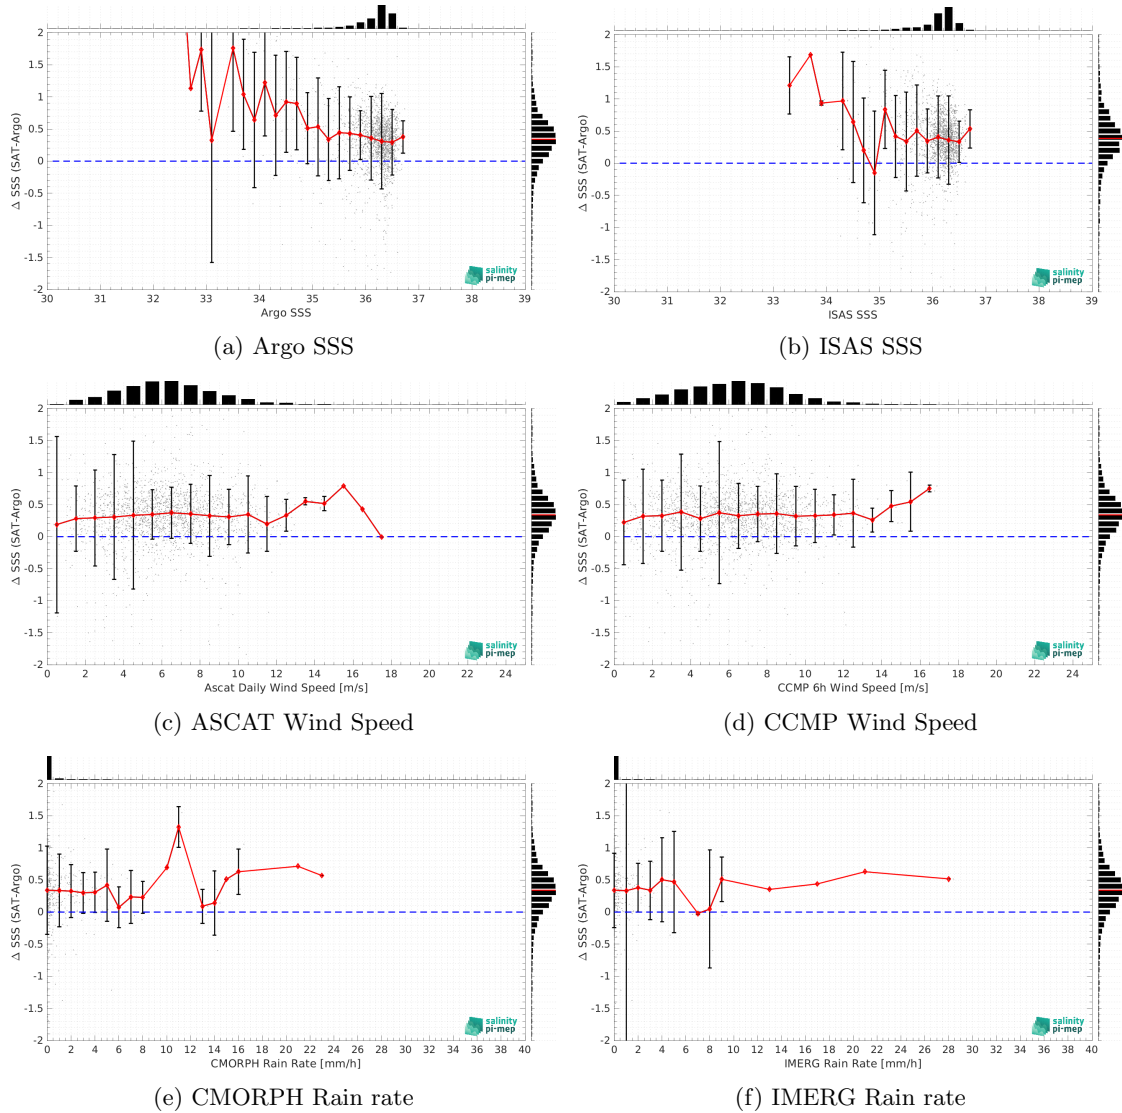 2
1.5
1
0.5
0
-0.5
-1
-1.5
-2
Δ SSS (SAT-Argo)
30 31 32 33 34 35 36 37 38 39
Argo SSS
salinity
pi-mep
(a) Argo SSS
2
1.5
1
0.5
0
-0.5
-1
-1.5
-2
Δ SSS (SAT-Argo)
30 31 32 33 34 35 36 37 38 39
ISAS SSS
salinity
pi-mep
(b) ISAS SSS
2
1.5
1
0.5
0
-0.5
-1
-1.5
-2
Δ SSS (SAT-Argo)
0 2 4 6 8 10 12 14 16 18 20 22 24
Ascat Daily Wind Speed [m/s]
salinity
pi-mep
(c) ASCAT Wind Speed
2
1.5
1
0.5
0
-0.5
-1
-1.5
-2
Δ SSS (SAT-Argo)
0 2 4 6 8 10 12 14 16 18 20 22 24
CCMP 6h Wind Speed [m/s]
salinity
pi-mep
(d) CCMP Wind Speed
2
1.5
1
0.5
0
-0.5
-1
-1.5
-2
Δ SSS (SAT-Argo)
0 2 4 6 8 10 12 14 16 18 20 22 24 26 28 30 32 34 36 38 40
CMORPH Rain Rate [mm/h]
salinity
pi-mep
(e) CMORPH Rain rate
2
1.5
1
0.5
0
-0.5
-1
-1.5
-2
Δ SSS (SAT-Argo)
0 2 4 6 8 10 12 14 16 18 20 22 24 26 28 30 32 34 36 38 40
IMERG Rain Rate [mm/h]
salinity
pi-mep
(f) IMERG Rain rate